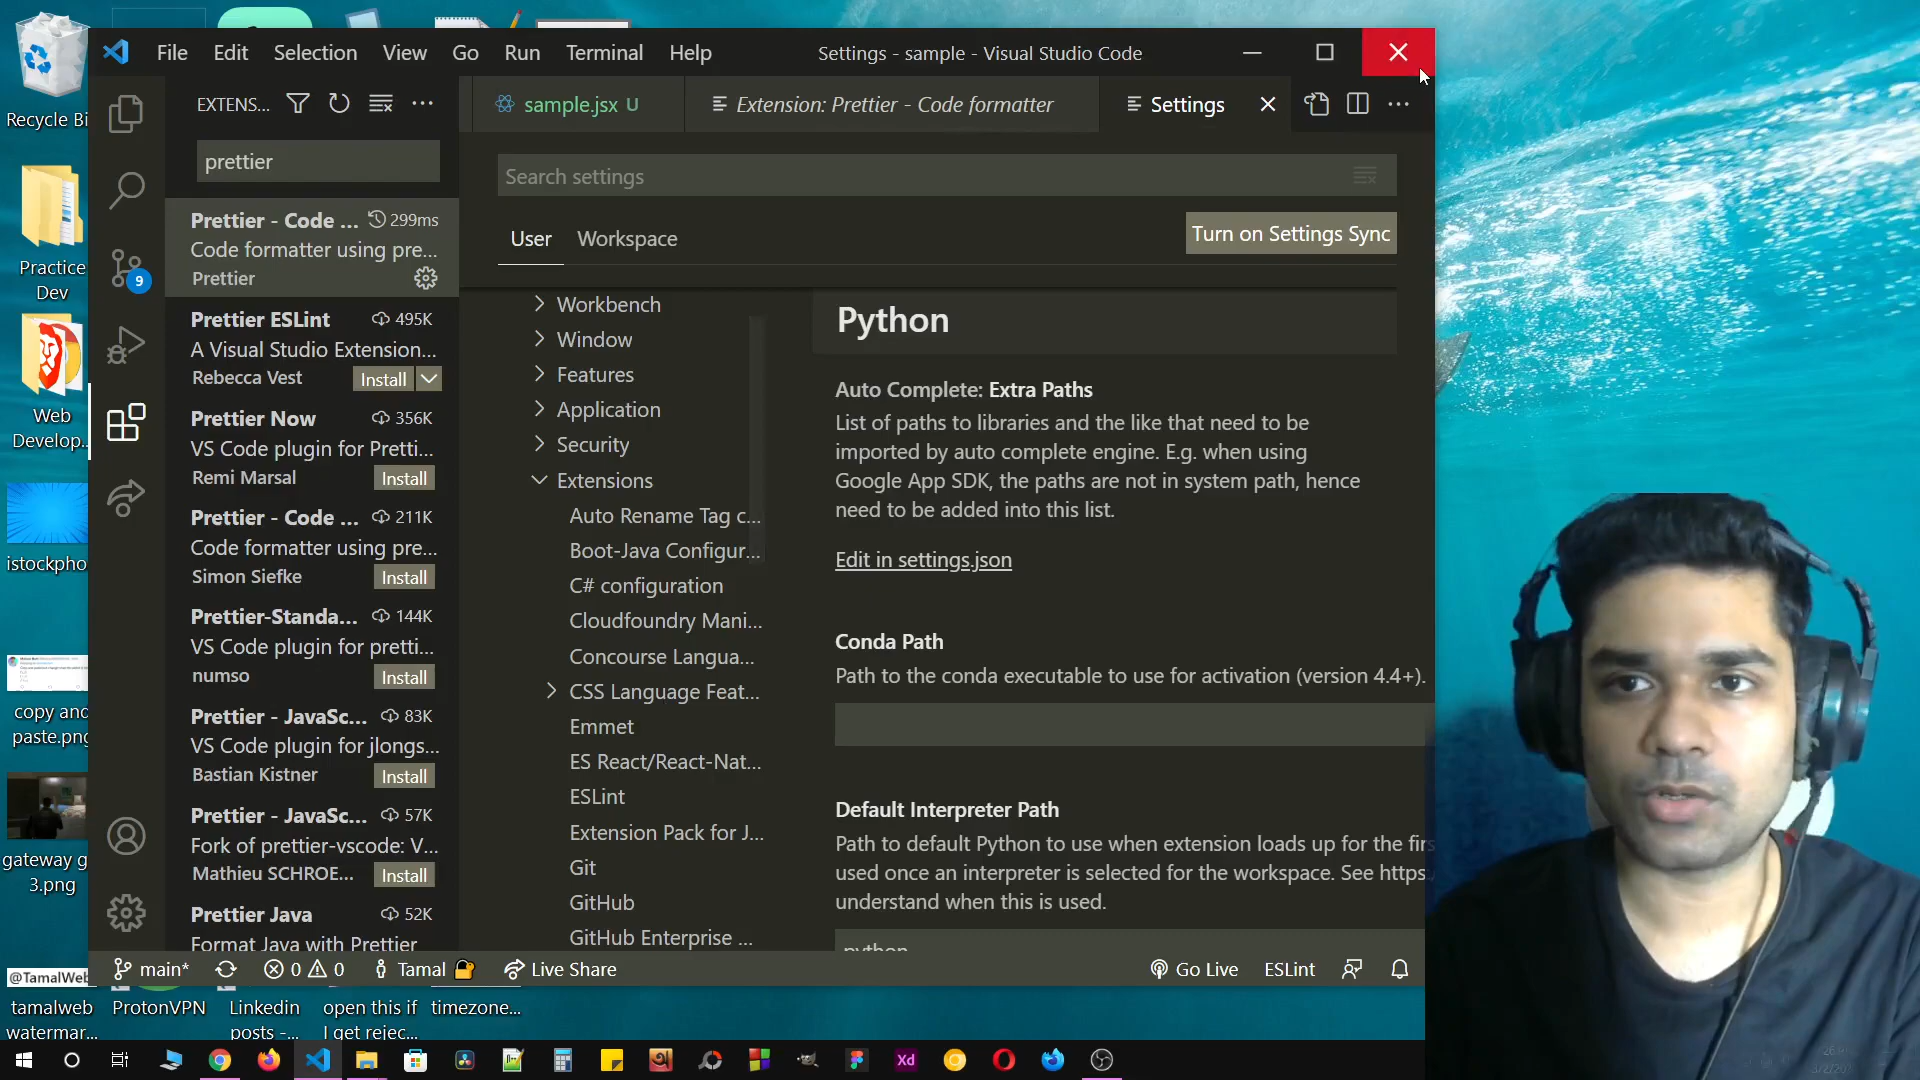 File Edit Selection View Go Run Terminal Help
Settings - sample - Visual Studio Code
EXTENS...
sample.jsx U
Extension: Prettier - Code formatter
Settings
prettier
Prettier - Code ... 299ms
Code formatter using pre...
Prettier
Prettier ESLint 495K
A Visual Studio Extension...
Rebecca Vest Install
Prettier Now 356K
VS Code plugin for Pretti...
Remi Marsal Install
Prettier - Code ... 211K
Code formatter using pre...
Simon Siefke Install
Prettier-Standa... 144K
VS Code plugin for pretti...
numso Install
Prettier - JavaSc... 83K
VS Code plugin for jlongs...
Bastian Kistner Install
Prettier - JavaSc... 57K
Fork of prettier-vscode: V...
Mathieu SCHROE... Install
Prettier Java 52K
Format Java with Prettier
9
Search settings
User Workspace
Turn on Settings Sync
Workbench
Window
Features
Application
Security
Extensions
Auto Rename Tag c...
Boot-Java Configur...
C# configuration
Cloudfoundry Mani...
Concourse Langua...
CSS Language Feat...
Emmet
ES React/React-Nat...
ESLint
Extension Pack for J...
Git
GitHub
GitHub Enterprise ...
Python
Auto Complete: Extra Paths
List of paths to libraries and the like that need to be
imported by auto complete engine. E.g. when using
Google App SDK, the paths are not in system path, hence
need to be added into this list.
Edit in settings.json
Conda Path
Path to the conda executable to use for activation (version 4.4+).
Default Interpreter Path
Path to default Python to use when extension loads up for the firs
used once an interpreter is selected for the workspace. See https:
understand when this is used.
python
main* 0 0 Tamal Live Share
Go Live ESLint
Recycle Bi
Practice
Dev
Web
Develop...
istockpho
copy and
paste.png
gateway g
3.png
@TamalWeb
tamalweb
watermar...
ProtonVPN
Linkedin
posts -...
open this if
I get rejec...
timezone...
Xd